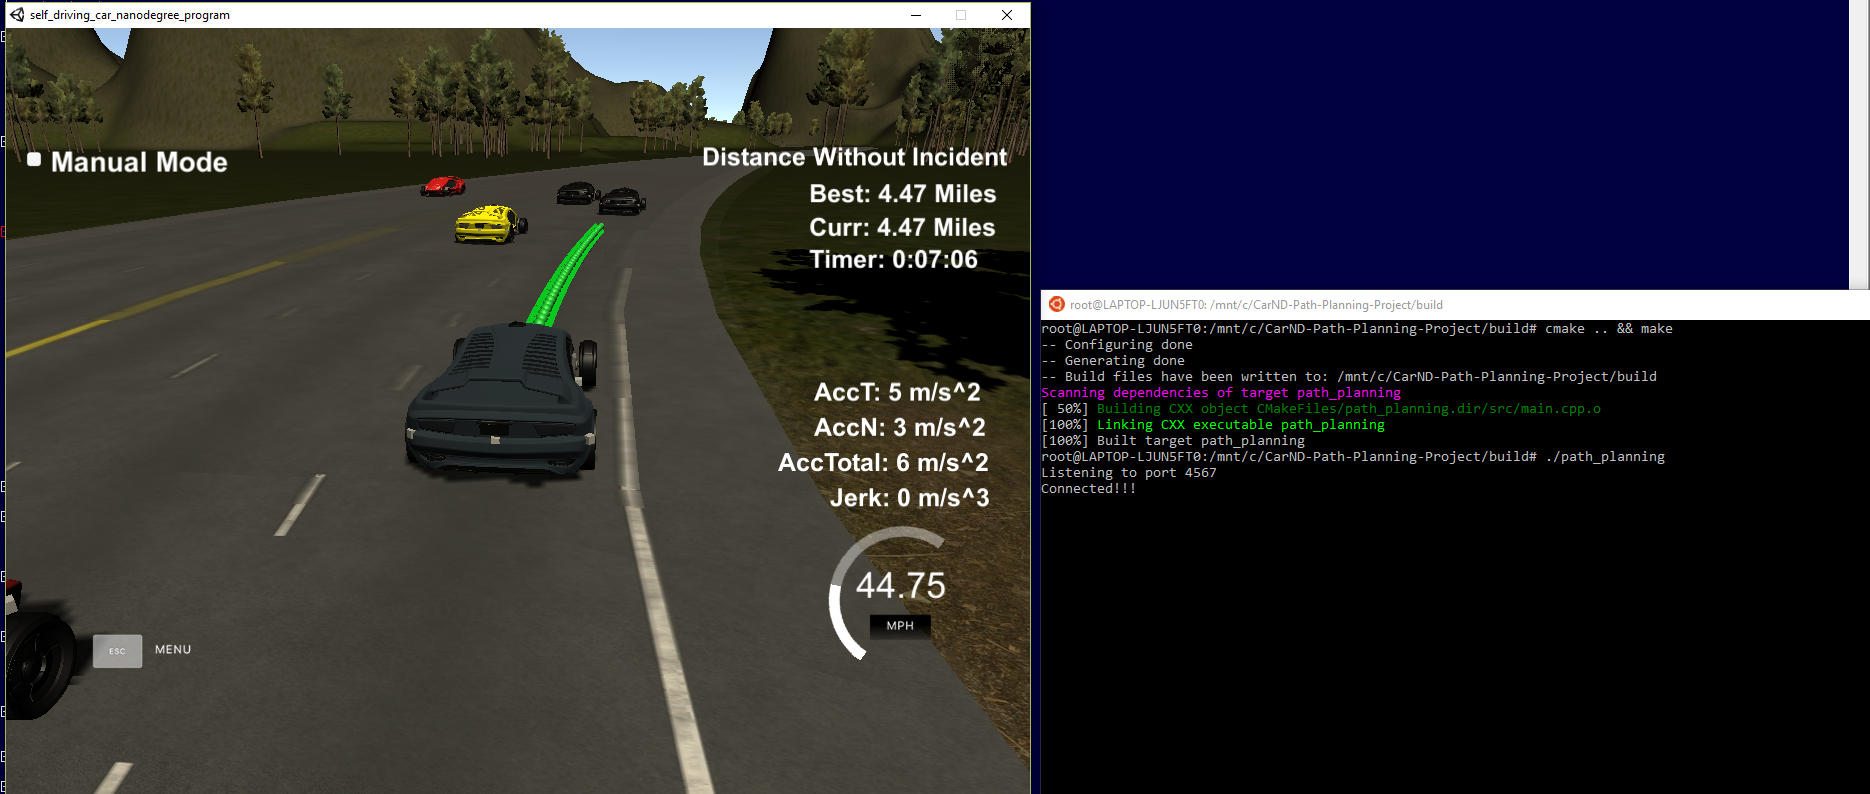 self_driving_car_nanodegree_program
Manual Mode
Distance Without Incident
Best: 4.47 Miles
Curr: 4.47 Miles
Timer: 0:07:06
AccT: 5 m/s^2
AccN: 3 m/s^2
AccTotal: 6 m/s^2
Jerk: 0 m/s^3
44.75
MPH
ESC MENU
root@LAPTOP-LJUN5FT0: /mnt/c/CarND-Path-Planning-Project/build
root@LAPTOP-LJUN5FT0:/mnt/c/CarND-Path-Planning-Project/build# cmake .. && make
-- Configuring done
-- Generating done
-- Build files have been written to: /mnt/c/CarND-Path-Planning-Project/build
Scanning dependencies of target path_planning
[ 50%] Building CXX object CMakeFiles/path_planning.dir/src/main.cpp.o
[100%] Linking CXX executable path_planning
[100%] Built target path_planning
root@LAPTOP-LJUN5FT0:/mnt/c/CarND-Path-Planning-Project/build# ./path_planning
Listening to port 4567
Connected!!!